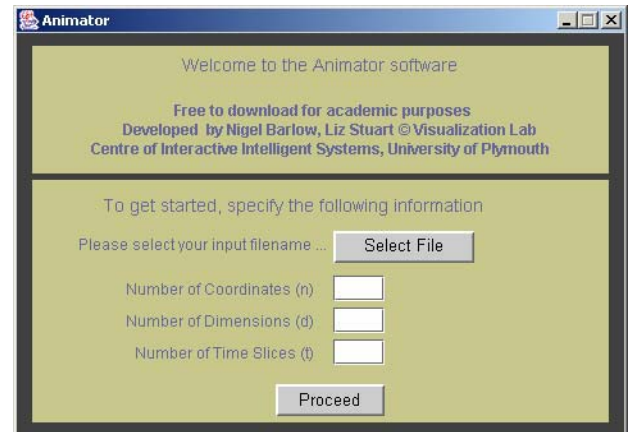 Animator
Welcome to the Animator software
Free to download for academic purposes
Developed by Nigel Barlow, Liz Stuart © Visualization Lab
Centre of Interactive Intelligent Systems, University of Plymouth
To get started, specify the following information
Please select your input filename ... Select File
Number of Coordinates (n)
Number of Dimensions (d)
Number of Time Slices (t)
Proceed